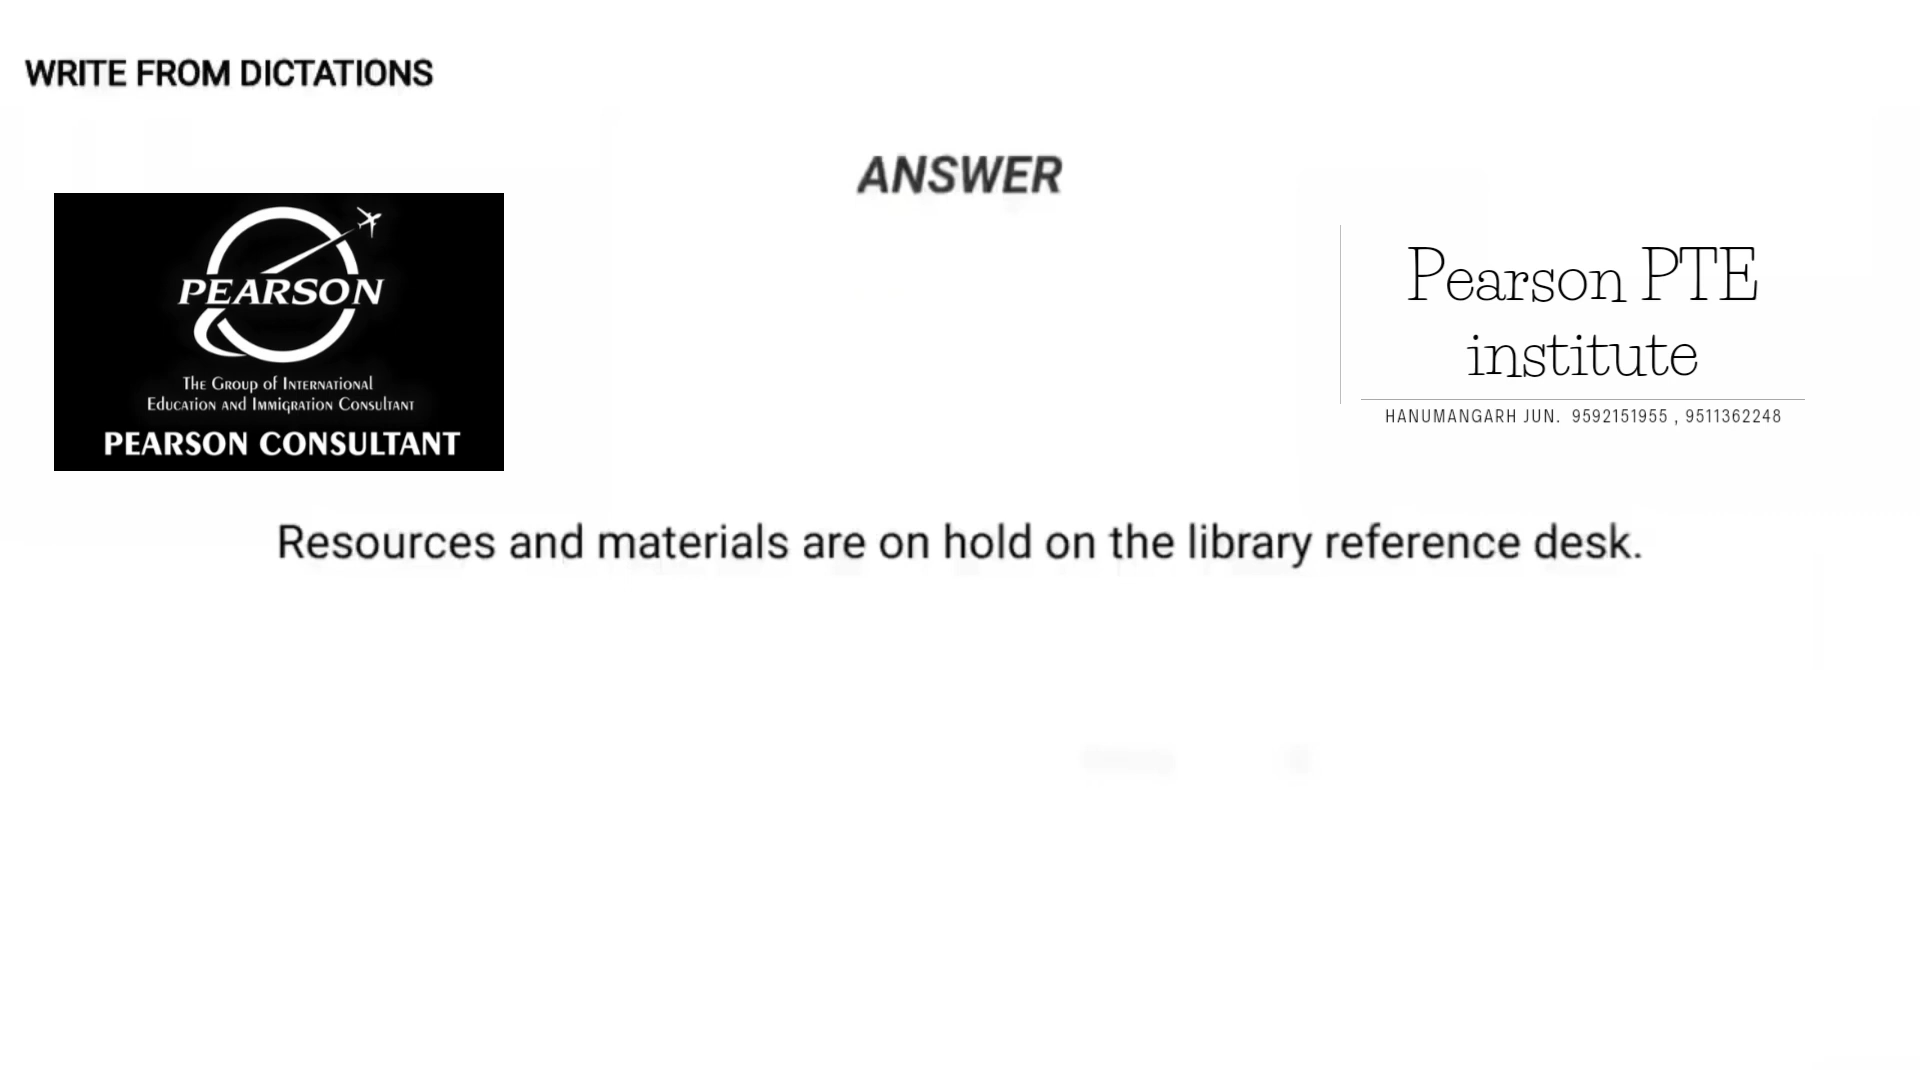 WRITE FROM DICTATIONS
ANSWER
PEARSON
The Group of International
Education and Immigration Consultant
PEARSON CONSULTANT
Pearson PTE
institute
HANUMANGARH JUN. 9592151955 , 9511362248
Resources and materials are on hold on the library reference desk.